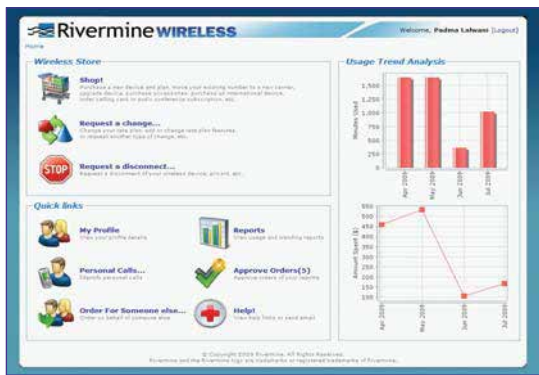 Rivermine WIRELESS
Welcome, Padma Lalwani (Logout)
Home
Wireless Store
Shop!
Purchase a new device and plan, move your existing number to a new carrier,
upgrade device, purchase accessories, purchase an international device,
order calling card or audio conference subscription, etc.
Request a change...
Change your rate plan, add or change rate plan features,
or request another type of change, etc.
Request a disconnect...
Request a disconnect of your wireless device, aircard, etc.
Quick links
My Profile
View your profile details
Reports
View usage and spending reports
Personal Calls...
Identify personal calls
Approve Orders(5)
Approve orders of your reports
Order For Someone else...
Order on behalf of someone else
Help!
View help links or send email
Usage Trend Analysis
Minutes Used
1,500
1,250
1,000
750
500
250
0
Apr 2009
May 2009
Jun 2009
Jul 2009
Amount Spent ($)
550
500
450
400
350
300
250
200
150
100
Apr 2009
May 2009
Jun 2009
Jul 2009
© Copyright 2009 Rivermine. All Rights Reserved.
Rivermine and the Rivermine logo are trademarks or registered trademarks of Rivermine.